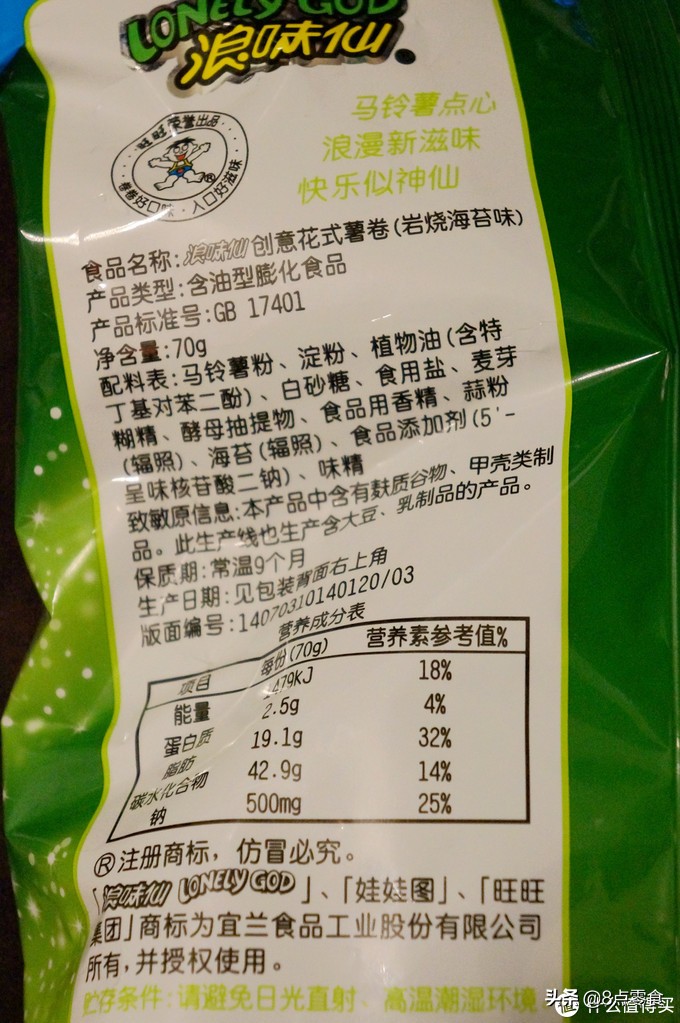 LONELY GOD
浪味仙
马铃薯点心
浪漫新滋味
快乐似神仙
旺旺荣誉出品
卷卷好口味·入口好滋味
食品名称:浪味仙创意花式薯卷(岩烧海苔味)
产品类型:含油型膨化食品
产品标准号:GB 17401
净含量:70g
配料表:马铃薯粉、淀粉、植物油(含特
丁基对苯二酚)、白砂糖、食用盐、麦芽
糊精、酵母抽提物、食品用香精、蒜粉
(辐照)、海苔(辐照)、食品添加剂(5'-
呈味核苷酸二钠)、味精
致敏原信息:本产品中含有麸质谷物、甲壳类制
品。此生产线也生产含大豆、乳制品的产品。
保质期:常温9个月
生产日期:见包装背面右上角
版面编号:14070310140120/03
营养成分表
项目 每份(70g) 营养素参考值%
能量 1479KJ 18%
蛋白质 2.5g 4%
脂肪 19.1g 32%
碳水化合物 42.9g 14%
钠 500mg 25%
®注册商标，仿冒必究。
「浪味仙 LONELY GOD」、「娃娃图」、「旺旺
集团」商标为宜兰食品工业股份有限公司
所有,并授权使用。
贮存条件:请避免日光直射、高温潮湿环境
头条 @8点零食
值 什么值得买